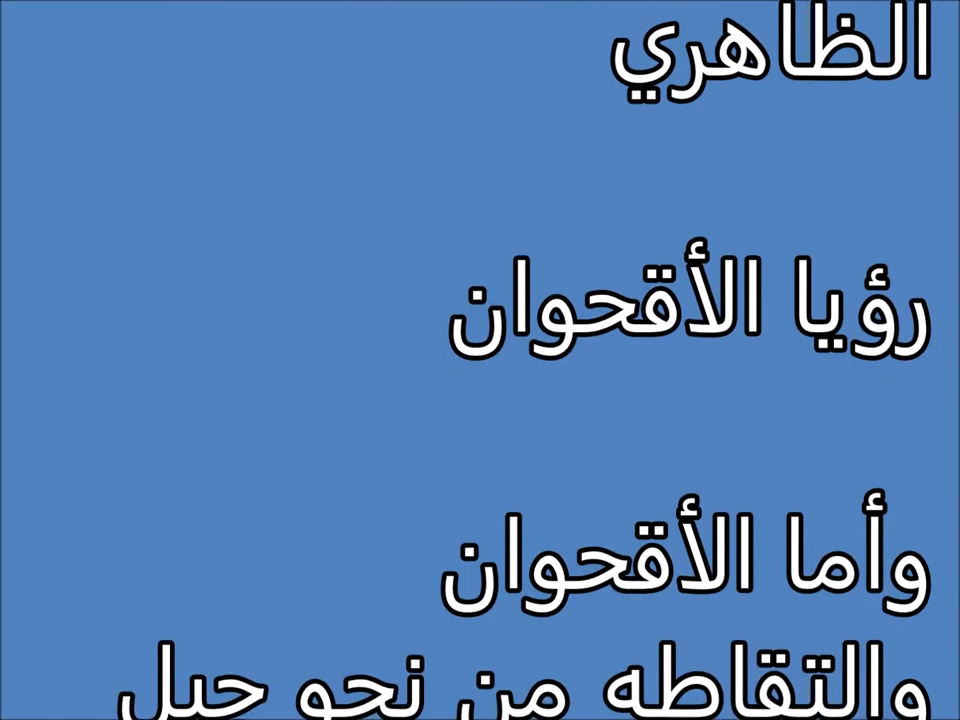 الظاهري
رؤيا الأقحوان
وأما الأقحوان
والتقاطه من نحو جبل